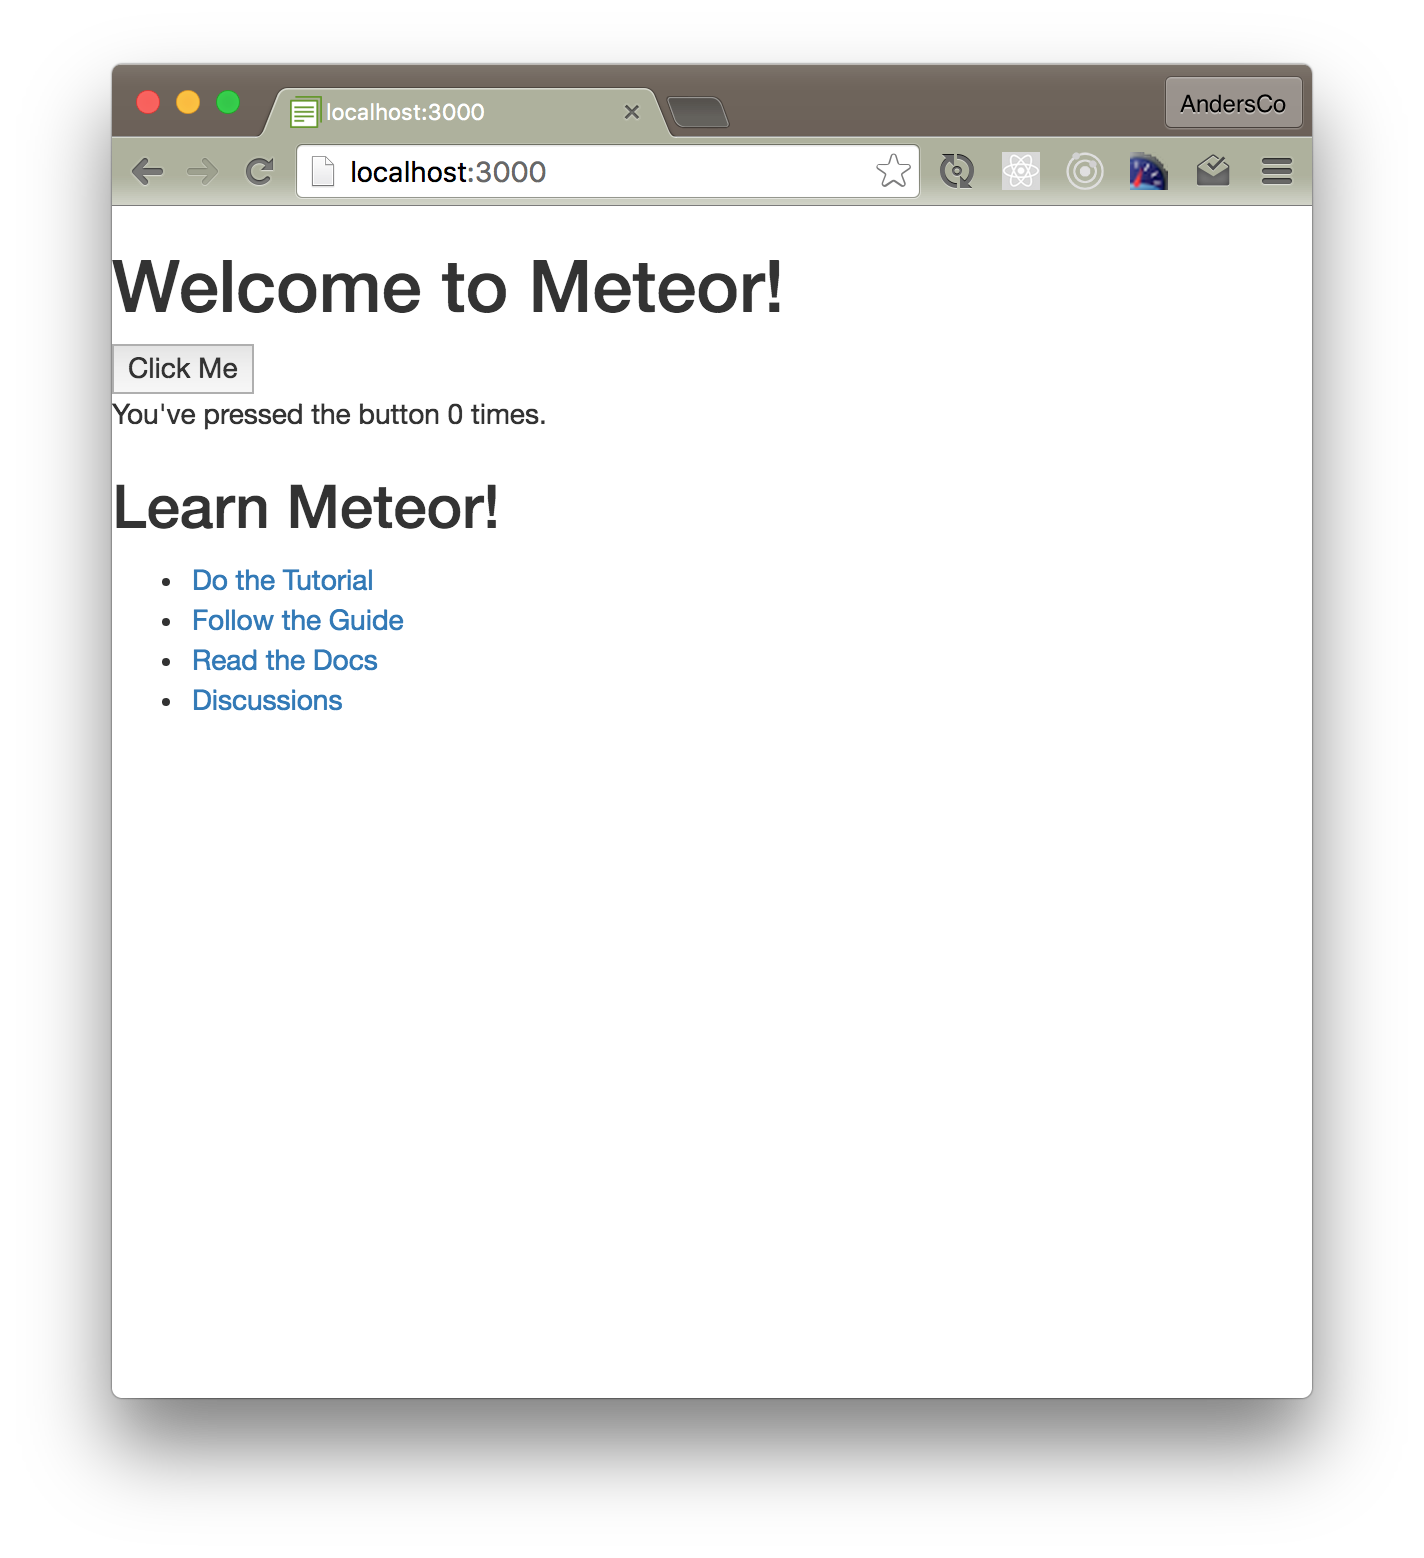 localhost:3000
AndersCo
localhost:3000
Welcome to Meteor!
Click Me
You've pressed the button 0 times.
Learn Meteor!
Do the Tutorial
Follow the Guide
Read the Docs
Discussions